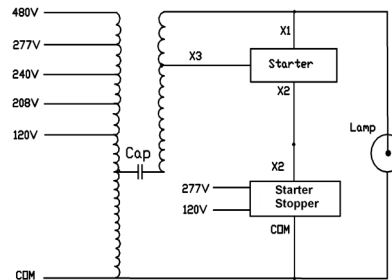 480V
277V
240V
208V
120V
COM
Cap
X3
X1
Starter
X2
Lamp
X2
277V
120V
Starter
Stopper
COM